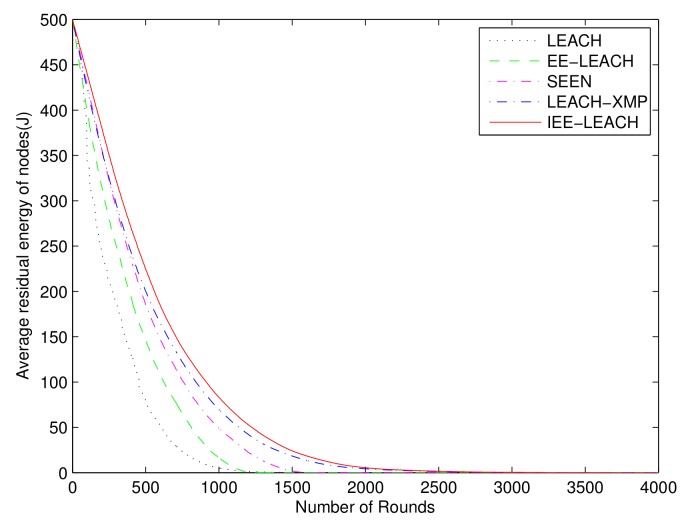 500
450
400
350
300
250
200
150
100
50
0
Average residual energy of nodes(J)
LEACH
EE−LEACH
SEEN
LEACH−XMP
IEE−LEACH
0 500 1000 1500 2000 2500 3000 3500 4000
Number of Rounds